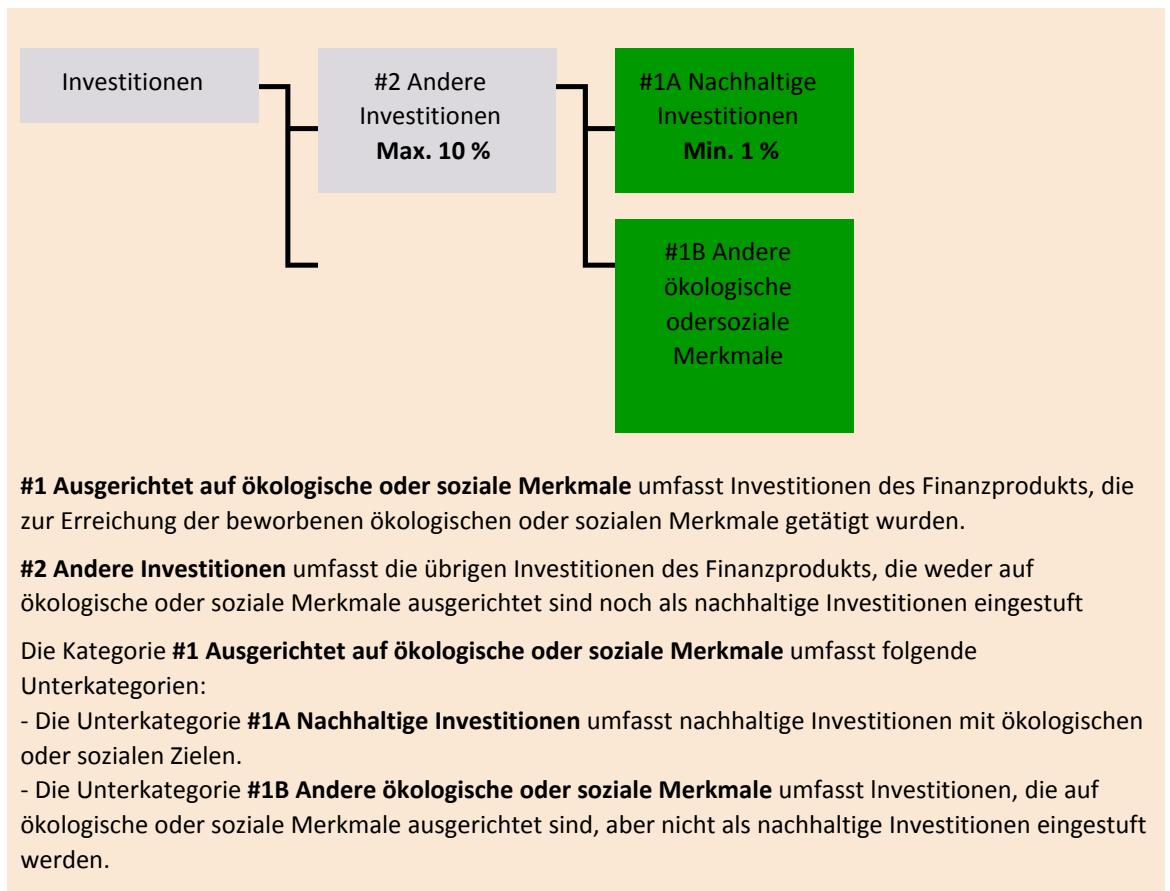 Investitionen
#2 Andere
Investitionen
Max. 10 %
#1A Nachhaltige
Investitionen
Min. 1 %
#1B Andere
ökologische
odersoziale
Merkmale
#1 Ausgerichtet auf ökologische oder soziale Merkmale umfasst Investitionen des Finanzprodukts, die
zur Erreichung der beworbenen ökologischen oder sozialen Merkmale getätigt wurden.
#2 Andere Investitionen umfasst die übrigen Investitionen des Finanzprodukts, die weder auf
ökologische oder soziale Merkmale ausgerichtet sind noch als nachhaltige Investitionen eingestuft
Die Kategorie #1 Ausgerichtet auf ökologische oder soziale Merkmale umfasst folgende
Unterkategorien:
- Die Unterkategorie #1A Nachhaltige Investitionen umfasst nachhaltige Investitionen mit ökologischen
oder sozialen Zielen.
- Die Unterkategorie #1B Andere ökologische oder soziale Merkmale umfasst Investitionen, die auf
ökologische oder soziale Merkmale ausgerichtet sind, aber nicht als nachhaltige Investitionen eingestuft
werden.